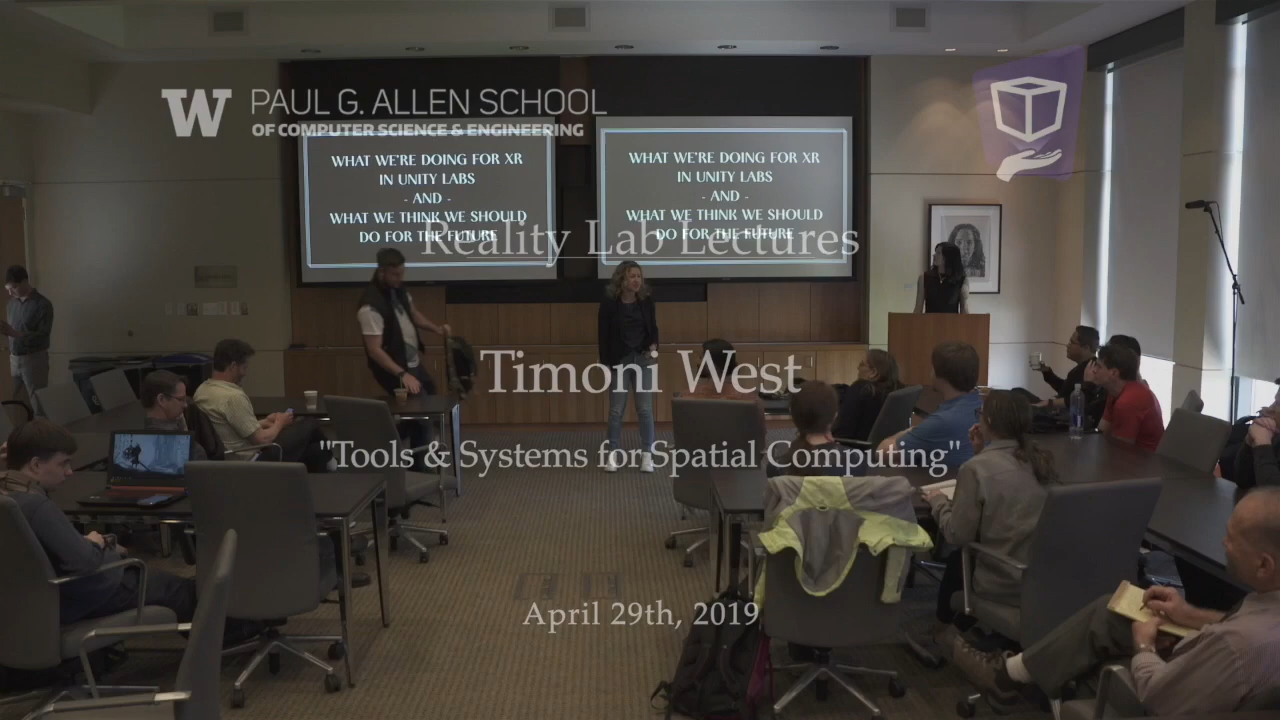 W PAUL G. ALLEN SCHOOL
OF COMPUTER SCIENCE & ENGINEERING
WHAT WE'RE DOING FOR XR
IN UNITY LABS
- AND -
WHAT WE THINK WE SHOULD
DO FOR THE FUTURE
WHAT WE'RE DOING FOR XR
IN UNITY LABS
- AND -
WHAT WE THINK WE SHOULD
DO FOR THE FUTURE
Reality Lab Lectures
Timoni West
"Tools & Systems for Spatial Computing"
April 29th, 2019